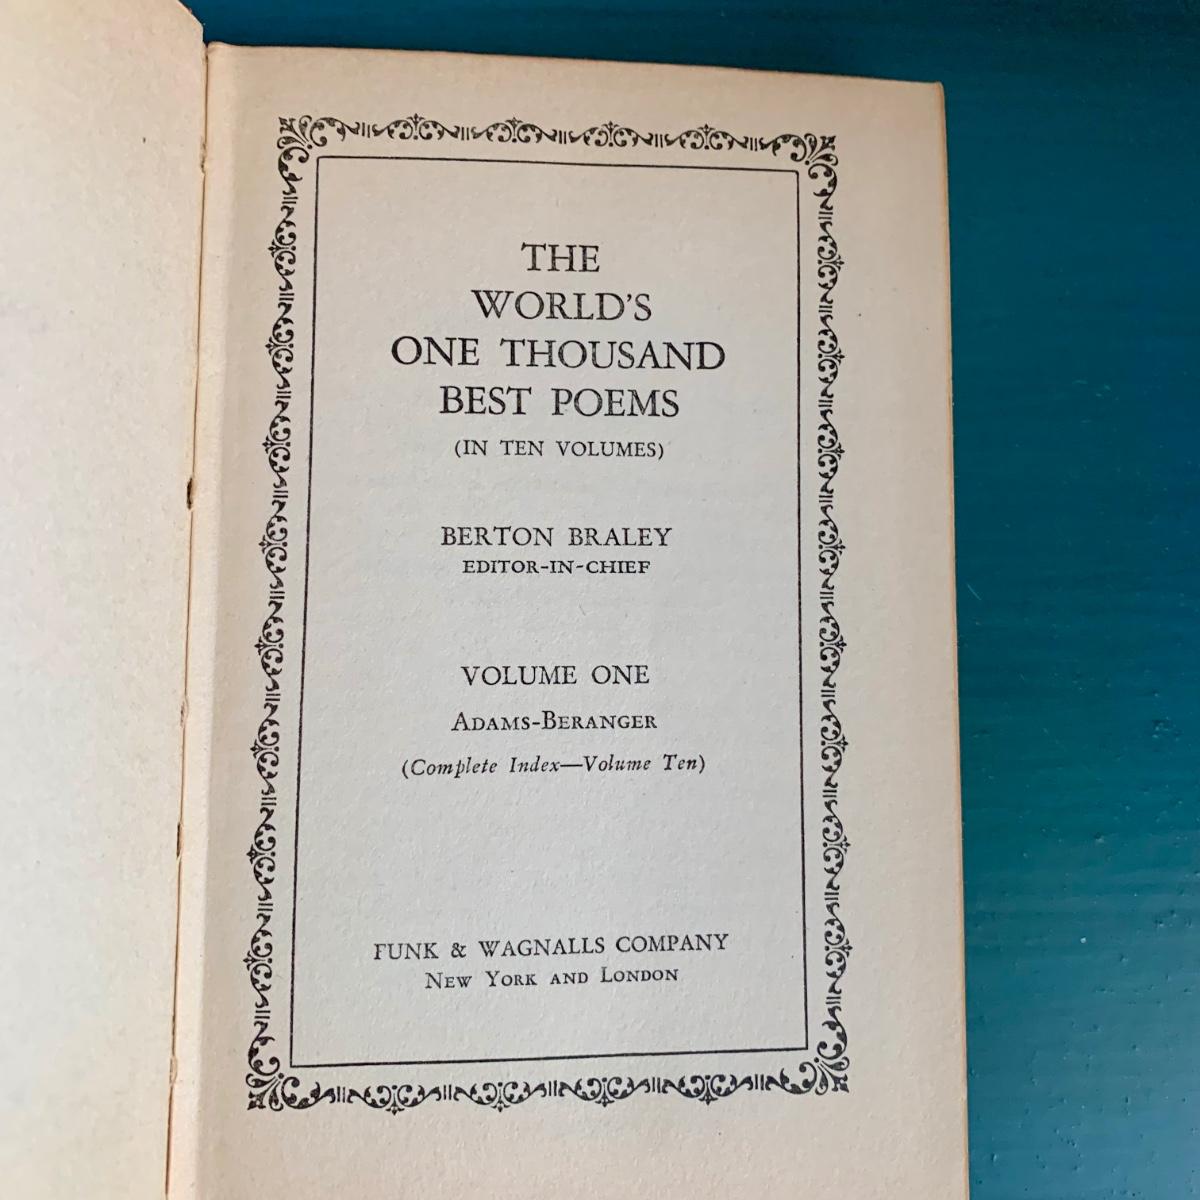 THE
WORLD'S
ONE THOUSAND
BEST POEMS
(IN TEN VOLUMES)
BERTON BRALEY
EDITOR-IN-CHIEF
VOLUME ONE
ADAMS-BERANGER
(Complete Index—Volume Ten)
FUNK & WAGNALLS COMPANY
NEW YORK AND LONDON